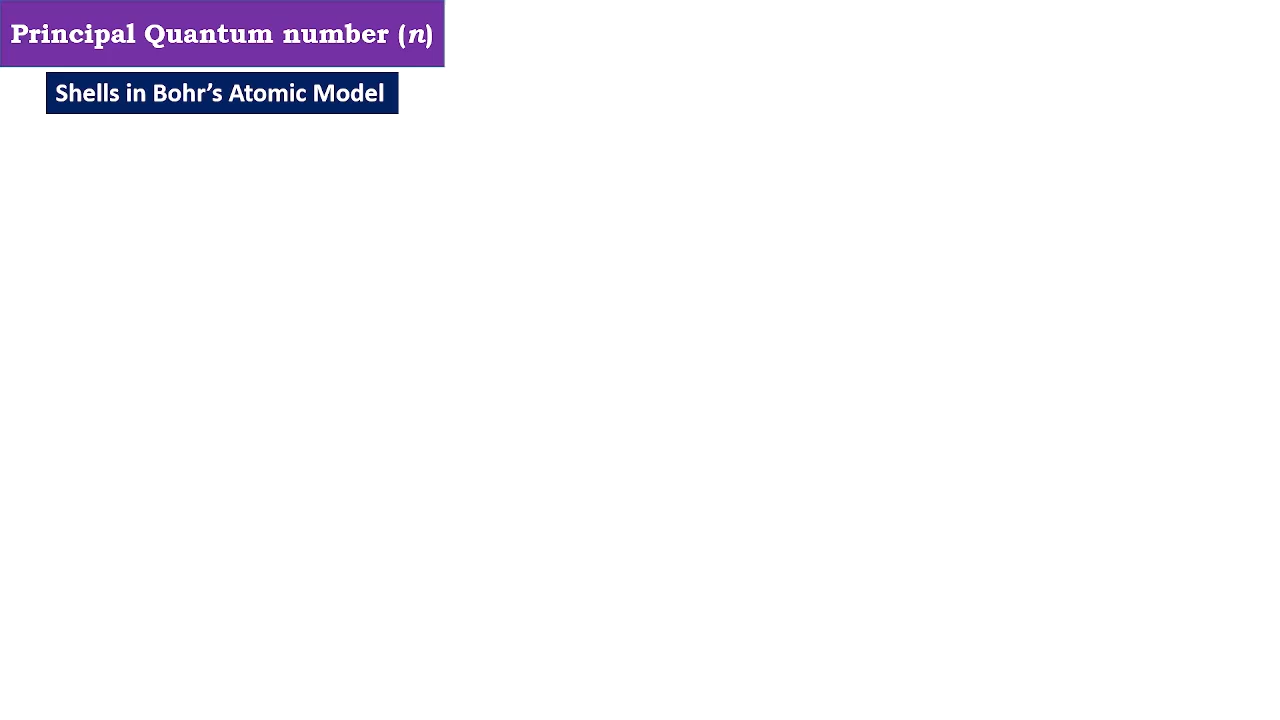 Principal Quantum number (n)
Shells in Bohr’s Atomic Model